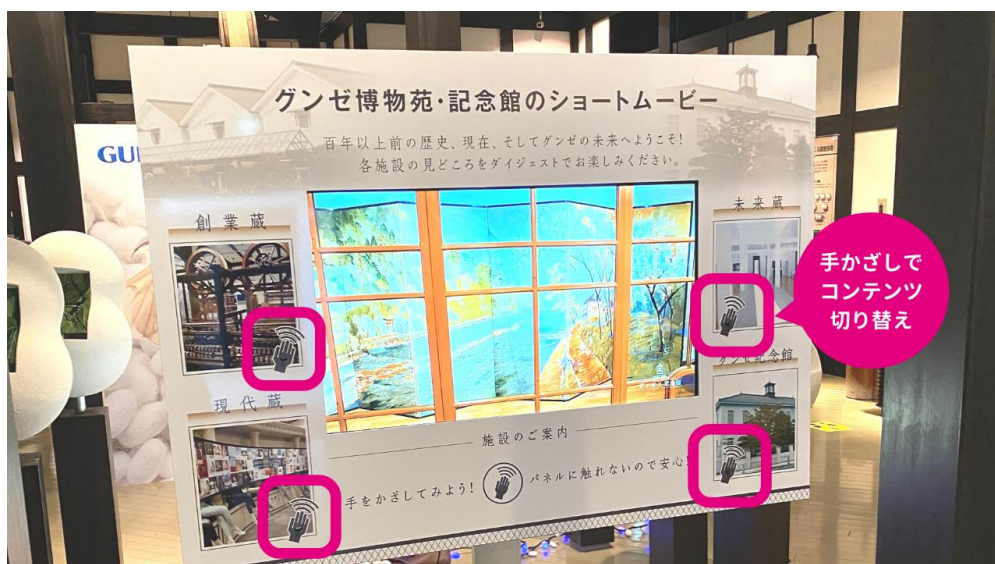 グンゼ博物苑・記念館のショートムービー
百年以上前の歴史、現在、そしてグンゼの未来へようこそ!
各施設の見どころをダイジェストでお楽しみください。
GU
創業蔵
未来蔵
手かざしで
コンテンツ
切り替え
グンゼ記念館
現代蔵
施設のご案内
手をかざしてみよう!
パネルに触れないので安心!